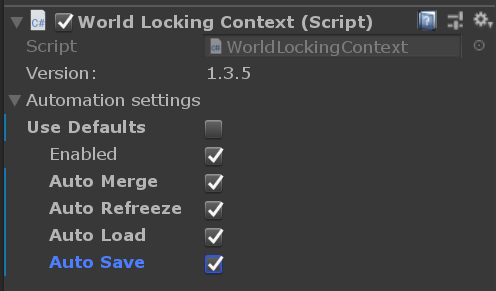 World Locking Context (Script)
Script WorldLockingContext
Version: 1.3.5
Automation settings
Use Defaults
Enabled
Auto Merge
Auto Refreeze
Auto Load
Auto Save